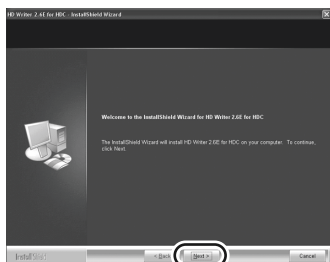 HD Writer 2.6E for HDC - InstallShield Wizard
Welcome to the InstallShield Wizard for HD Writer 2.6E for HDC
The InstallShield Wizard will install HD Writer 2.6E for HDC on your computer. To continue,
click Next.
InstallShield
< Back Next > Cancel